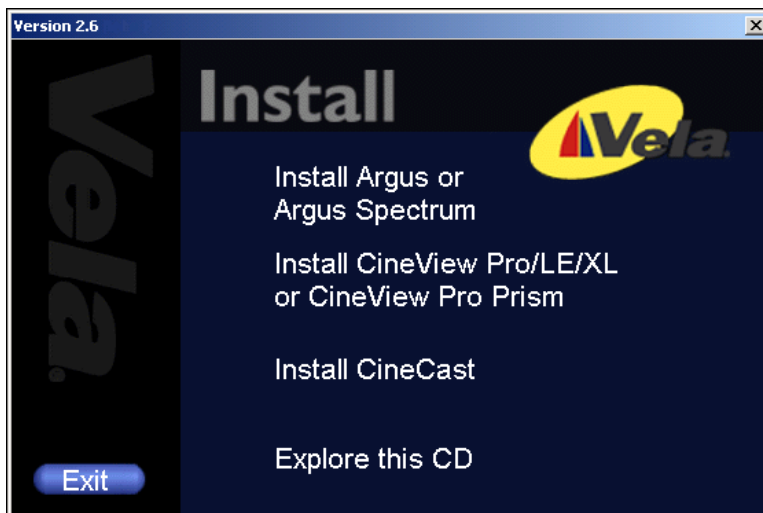 Version 2.6
Vela
Install
Vela
Install Argus or
Argus Spectrum
Install CineView Pro/LE/XL
or CineView Pro Prism
Install CineCast
Explore this CD
Exit